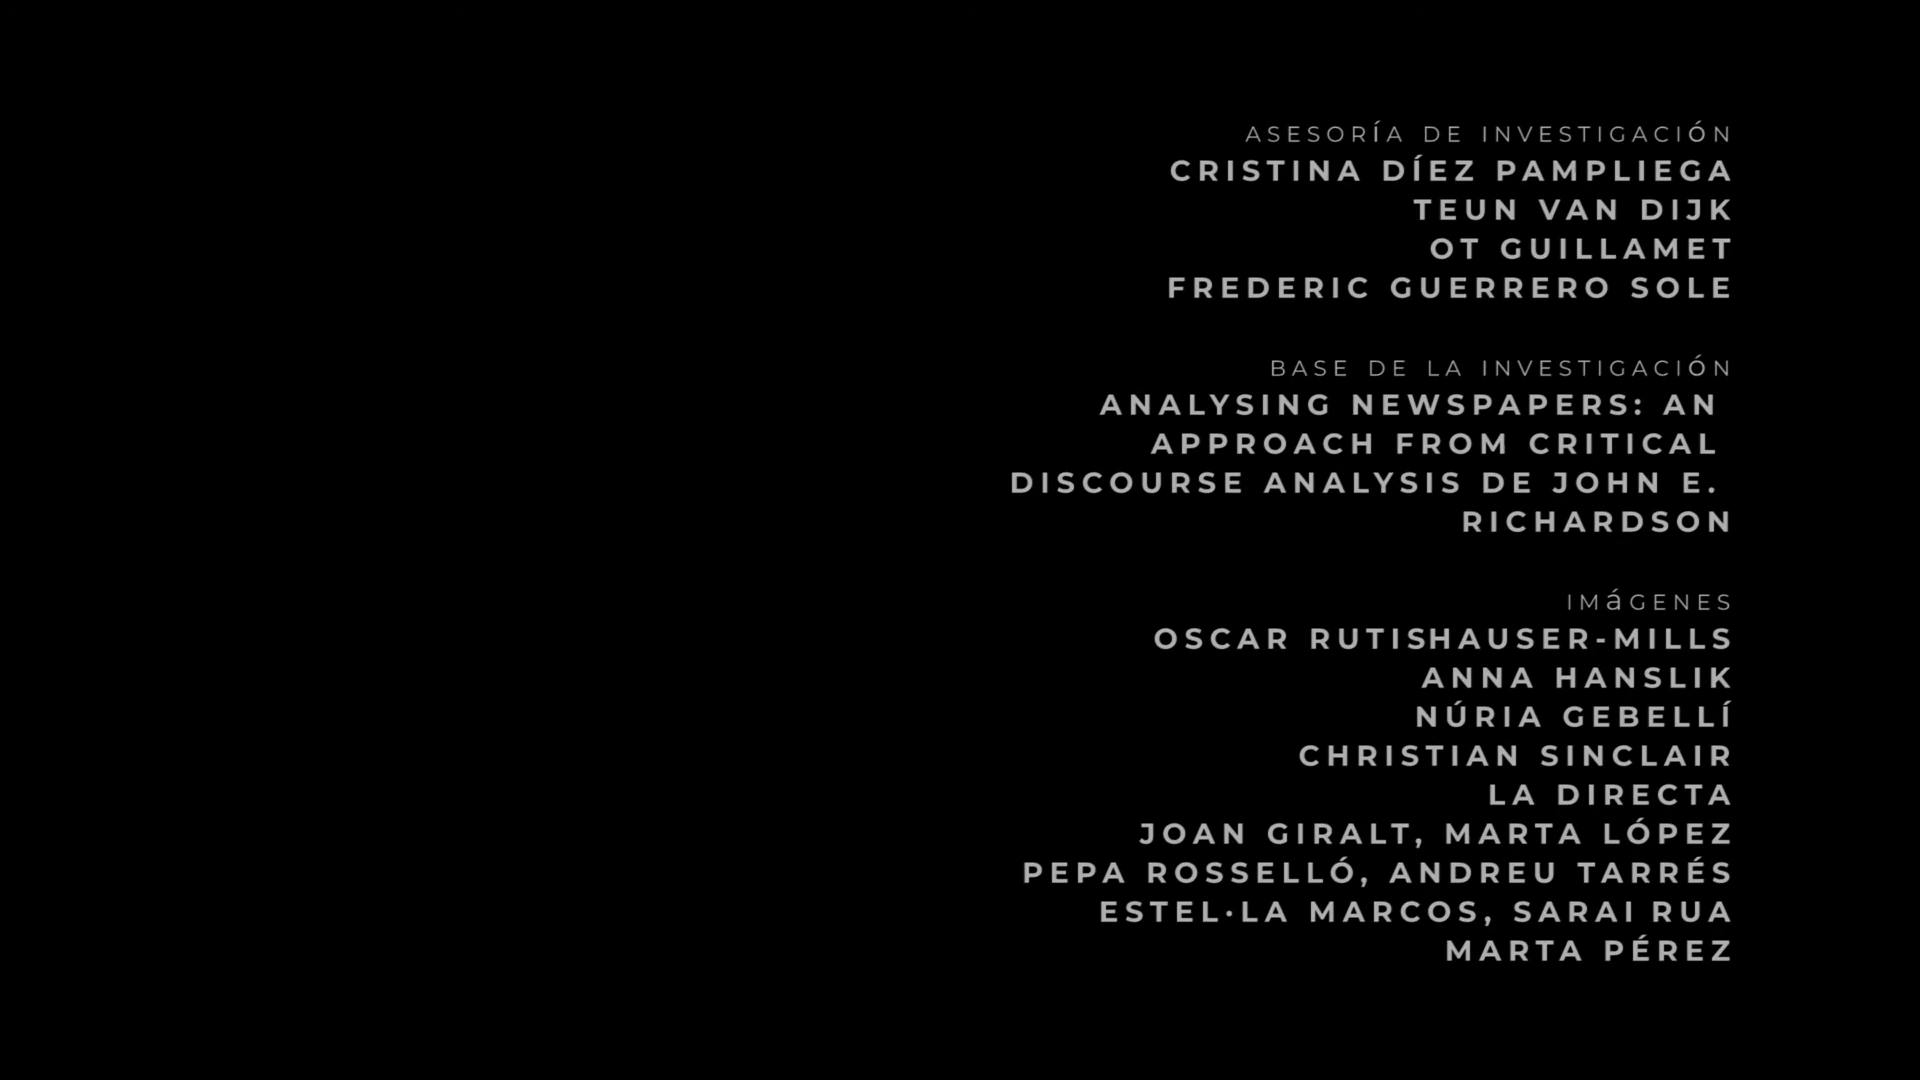 ASESORÍA DE INVESTIGACIÓN
CRISTINA DÍEZ PAMPLIEGA
TEUN VAN DIJK
OT GUILLAMET
FREDERIC GUERRERO SOLE
BASE DE LA INVESTIGACIÓN
ANALYSING NEWSPAPERS: AN
APPROACH FROM CRITICAL
DISCOURSE ANALYSIS DE JOHN E.
RICHARDSON
IMáGENES
OSCAR RUTISHAUSER-MILLS
ANNA HANSLIK
NÚRIA GEBELLÍ
CHRISTIAN SINCLAIR
LA DIRECTA
JOAN GIRALT, MARTA LÓPEZ
PEPA ROSSELLÓ, ANDREU TARRÉS
ESTEL·LA MARCOS, SARAI RUA
MARTA PÉREZ